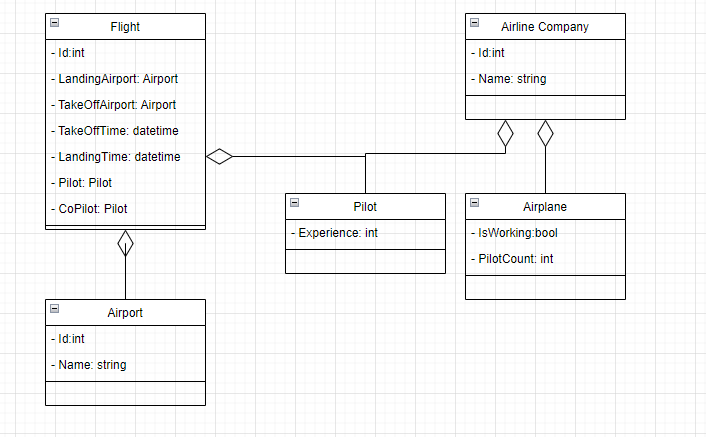 Flight
- Id:int
- LandingAirport: Airport
- TakeOffAirport: Airport
- TakeOffTime: datetime
- LandingTime: datetime
- Pilot: Pilot
- CoPilot: Pilot
Airline Company
- Id:int
- Name: string
Pilot
- Experience: int
Airplane
- IsWorking:bool
- PilotCount: int
Airport
- Id:int
- Name: string